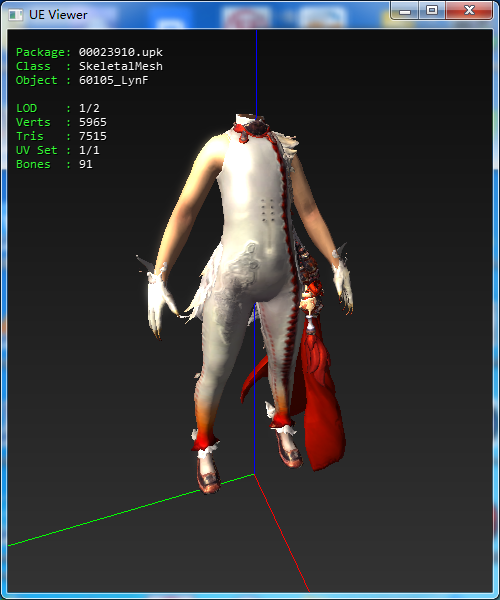 UE Viewer
Package: 00023910.upk
Class : SkeletalMesh
Object : 60105_LynF
LOD : 1/2
Verts : 5965
Tris : 7515
UV Set : 1/1
Bones : 91